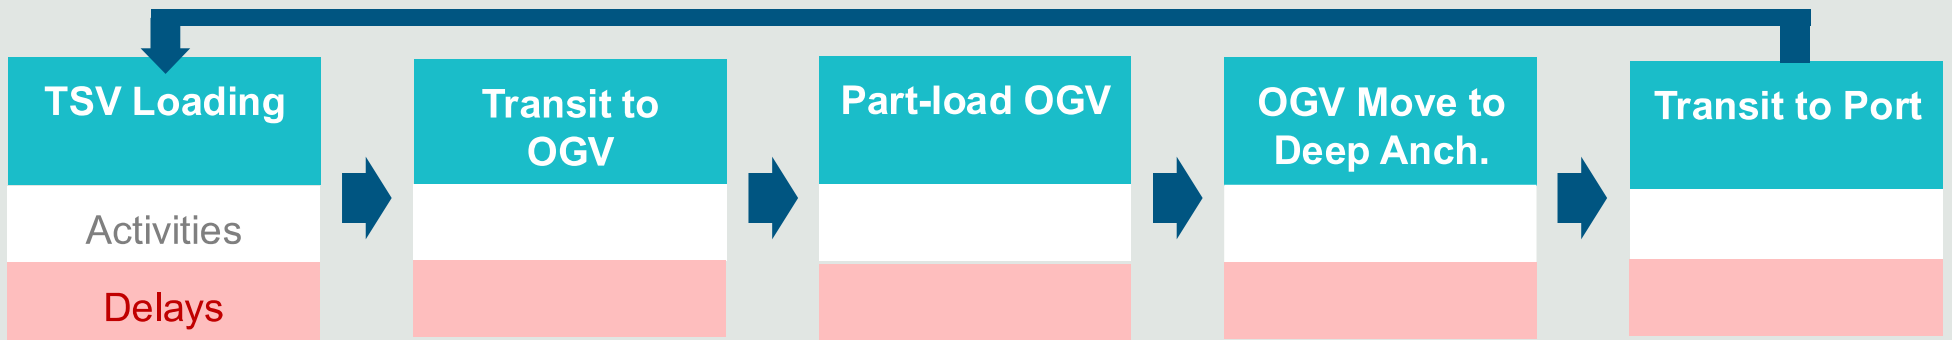 TSV Loading
Transit to
OGV
Part-load OGV
OGV Move to
Deep Anch.
Transit to Port
Activities
Delays